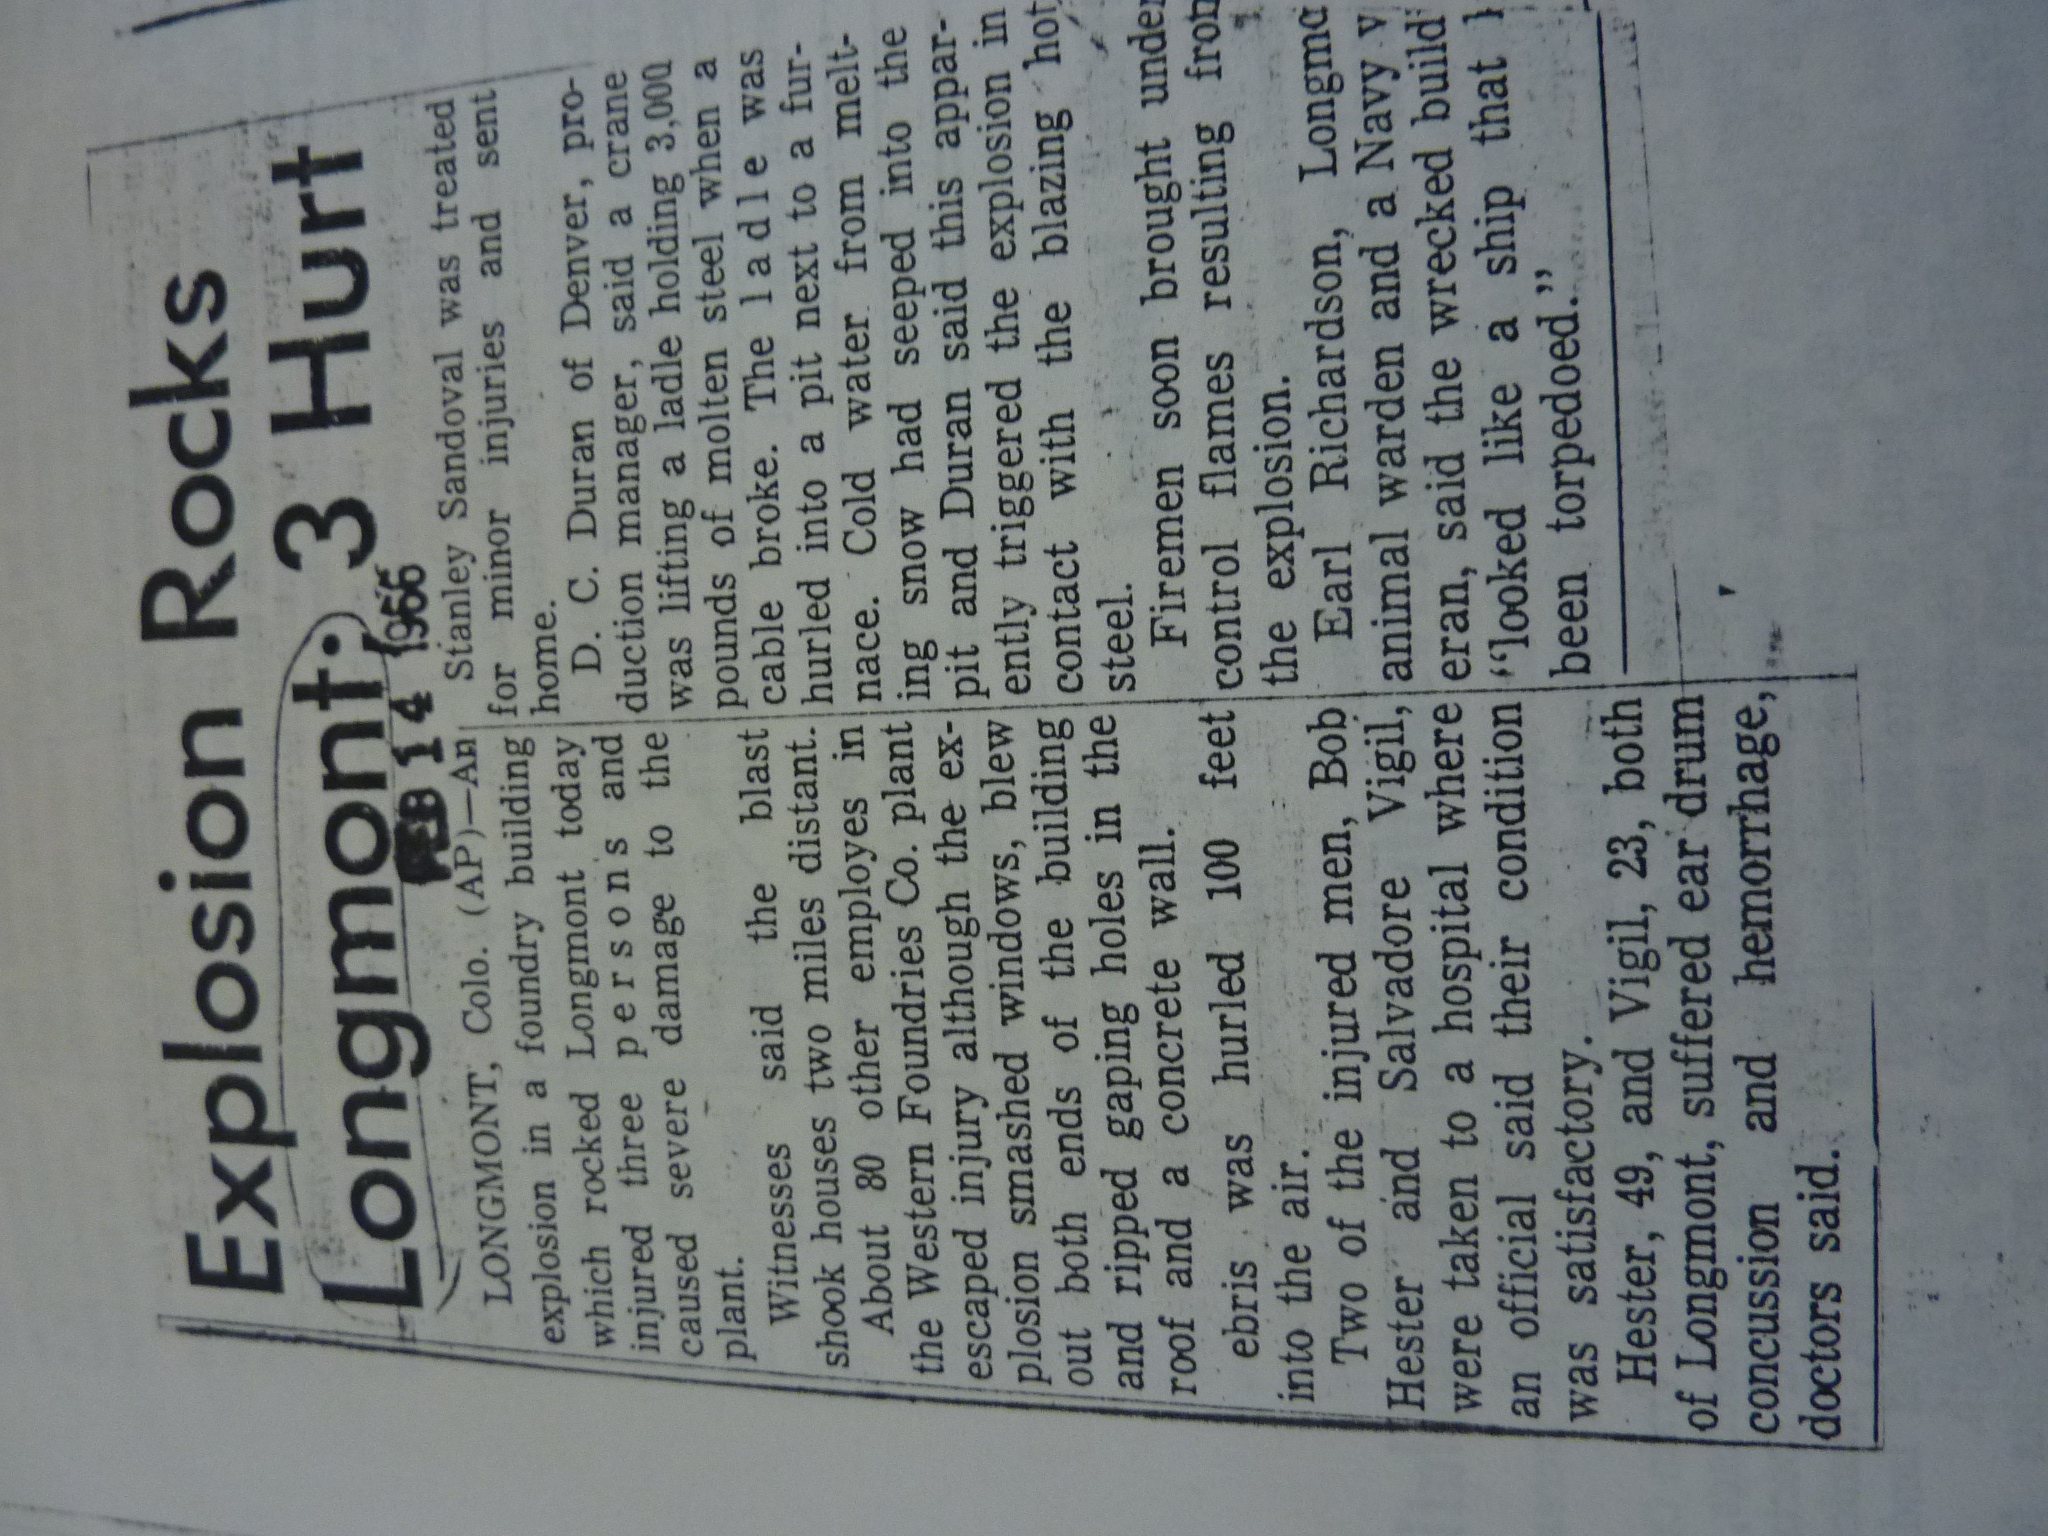 Explosion Rocks
Longmont; 3 Hurt
FEB 14 1966
LONGMONT, Colo. (AP)—An
explosion in a foundry building
which rocked Longmont today
injured three persons and
caused severe damage to the
plant.
Witnesses said the blast
shook houses two miles distant.
About 80 other employes in
the Western Foundries Co. plant
escaped injury although the ex-
plosion smashed windows, blew
out both ends of the building
and ripped gaping holes in the
roof and a concrete wall.
ebris was hurled 100 feet
into the air.
Two of the injured men, Bob
Hester and Salvadore Vigil,
were taken to a hospital where
an official said their condition
was satisfactory.
Hester, 49, and Vigil, 23, both
of Longmont, suffered ear drum
concussion and hemorrhage,
doctors said.
Stanley Sandoval was treated
for minor injuries and sent
home.
D. C. Duran of Denver, pro-
duction manager, said a crane
was lifting a ladle holding 3,000
pounds of molten steel when a
cable broke. The ladle was
hurled into a pit next to a fur-
nace. Cold water from melt-
ing snow had seeped into the
pit and Duran said this appar-
ently triggered the explosion in
contact with the blazing hot
steel.
Firemen soon brought under
control flames resulting from
the explosion.
Earl Richardson, Longmo
animal warden and a Navy v
eran, said the wrecked build
“looked like a ship that h
been torpedoed.”